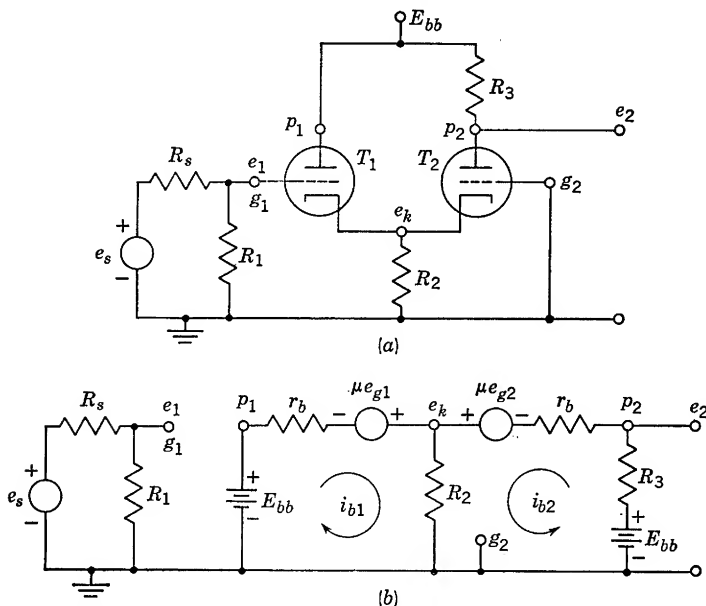 E_bb
R_3
p_1
p_2
e_2
R_s
e_1
T_1
T_2
g_1
g_2
e_k
e_s
R_1
R_2
+
-
(a)
R_s
e_1
g_1
p_1
r_b
μe_g1
- +
e_k
μe_g2
+ -
r_b
p_2
e_2
+
e_s
-
R_1
+
E_bb
-
i_b1
R_2
i_b2
g_2
R_3
+
E_bb
-
(b)